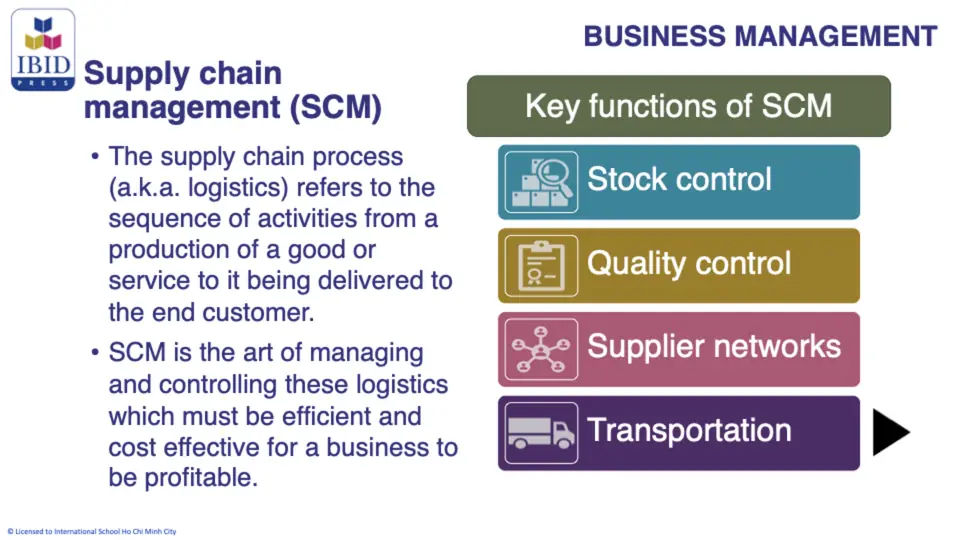 IBID
PRESS
BUSINESS MANAGEMENT
Supply chain
management (SCM)
• The supply chain process
(a.k.a. logistics) refers to the
sequence of activities from a
production of a good or
service to it being delivered to
the end customer.
• SCM is the art of managing
and controlling these logistics
which must be efficient and
cost effective for a business to
be profitable.
Key functions of SCM
Stock control
Quality control
Supplier networks
Transportation
© Licensed to International School Ho Chi Minh City